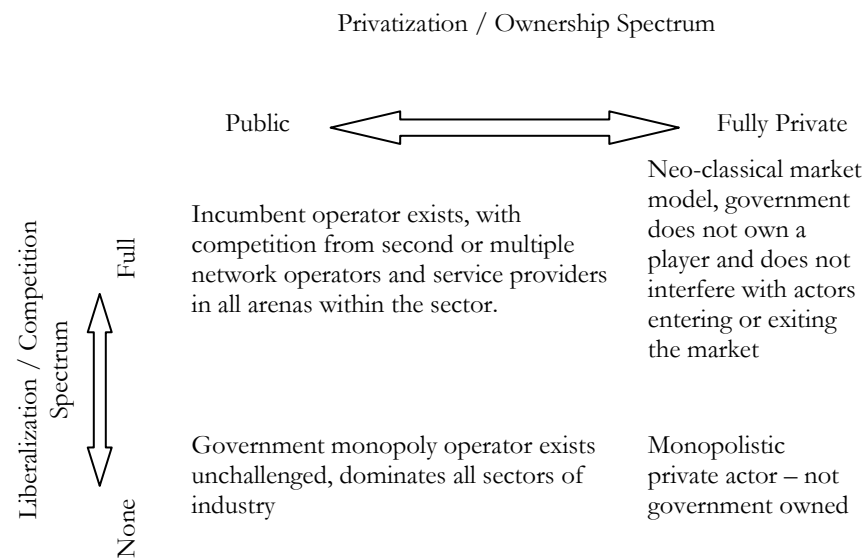 Privatization / Ownership Spectrum
Public
Fully Private
Liberalization / Competition
Spectrum
Full
None
Incumbent operator exists, with
competition from second or multiple
network operators and service providers
in all arenas within the sector.
Neo-classical market
model, government
does not own a
player and does not
interfere with actors
entering or exiting
the market
Government monopoly operator exists
unchallenged, dominates all sectors of
industry
Monopolistic
private actor – not
government owned